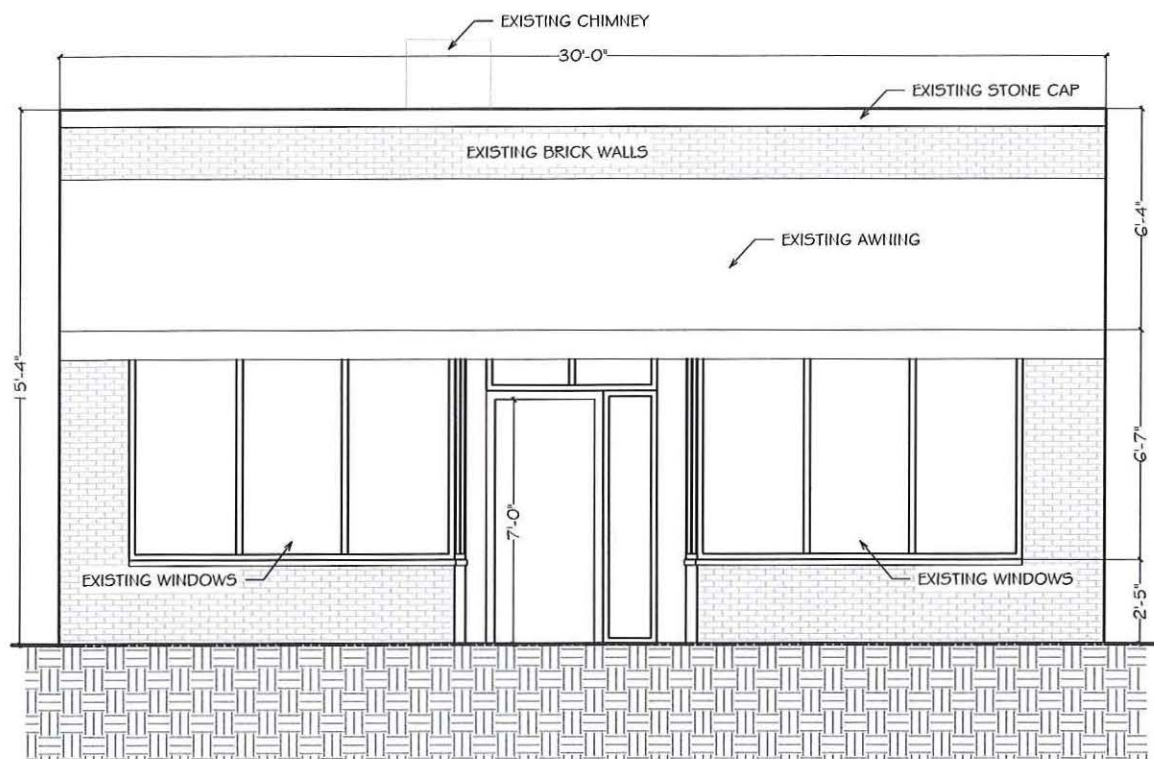 EXISTING CHIMNEY
30'-0"
EXISTING STONE CAP
EXISTING BRICK WALLS
6'-4"
EXISTING AWNING
15'-4"
6'-7"
7'-0"
EXISTING WINDOWS
EXISTING WINDOWS
2'-5"